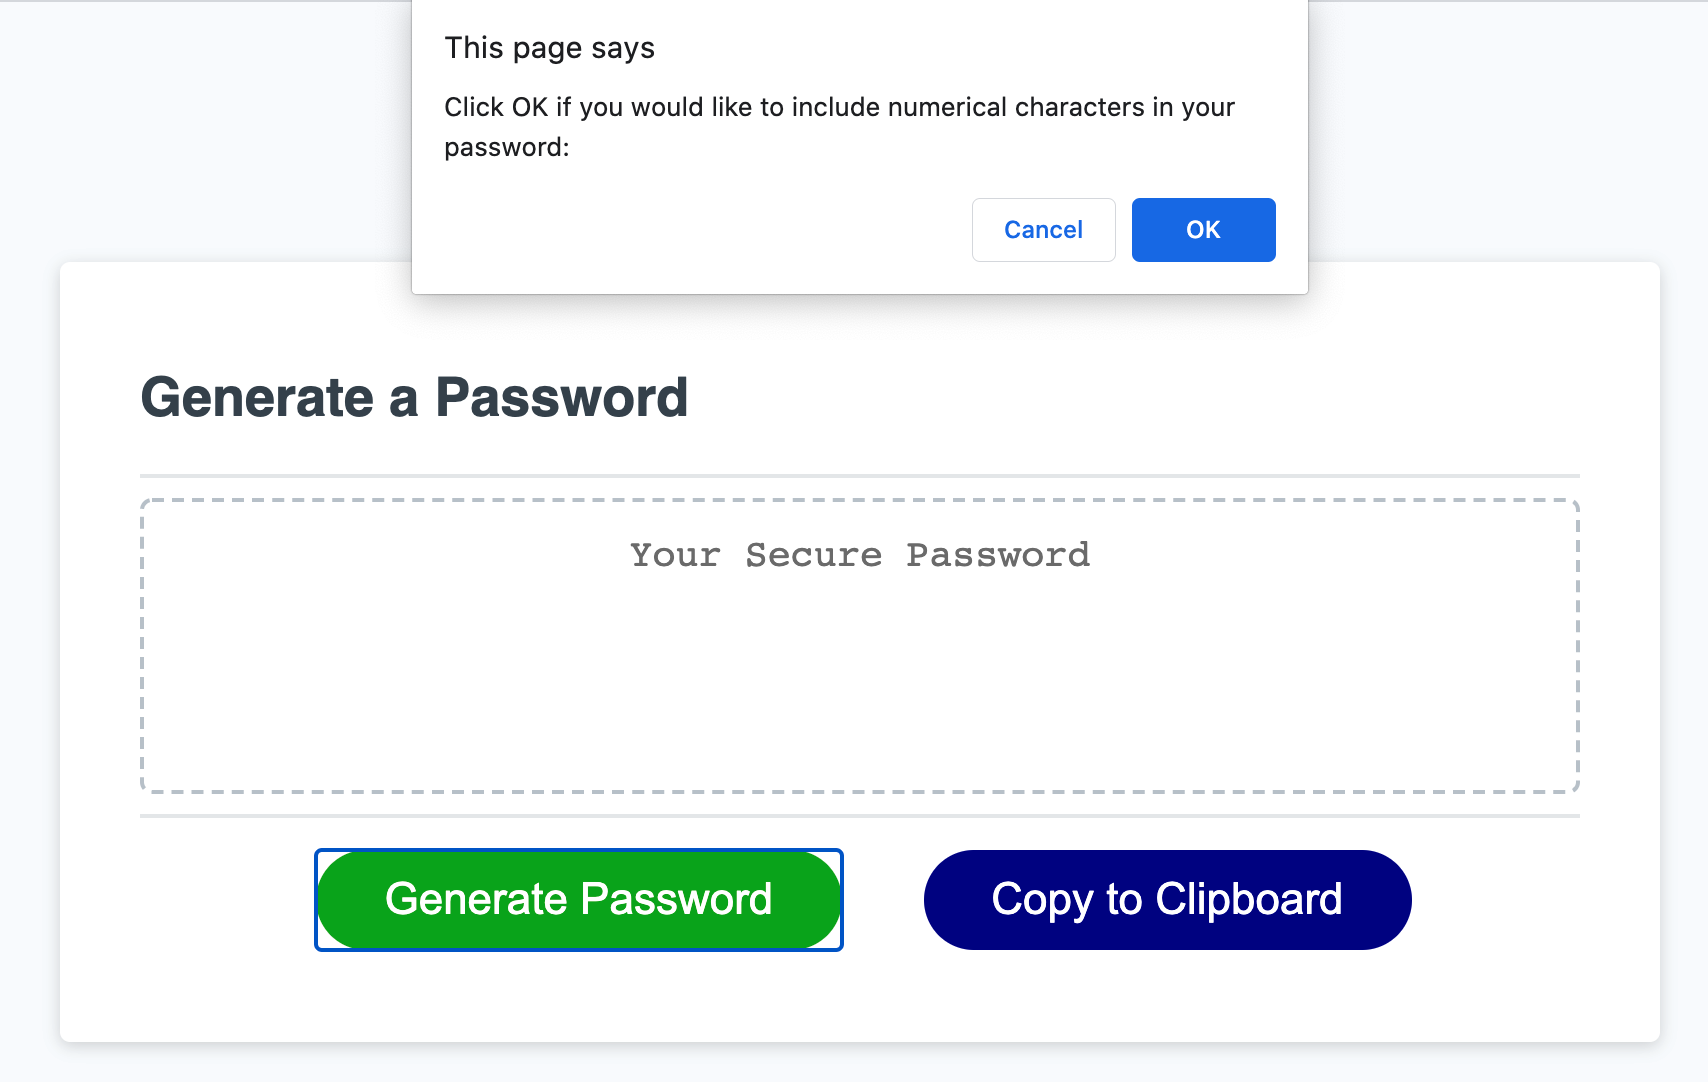 This page says
Click OK if you would like to include numerical characters in your
password:
Cancel
OK
Generate a Password
Your Secure Password
Generate Password
Copy to Clipboard